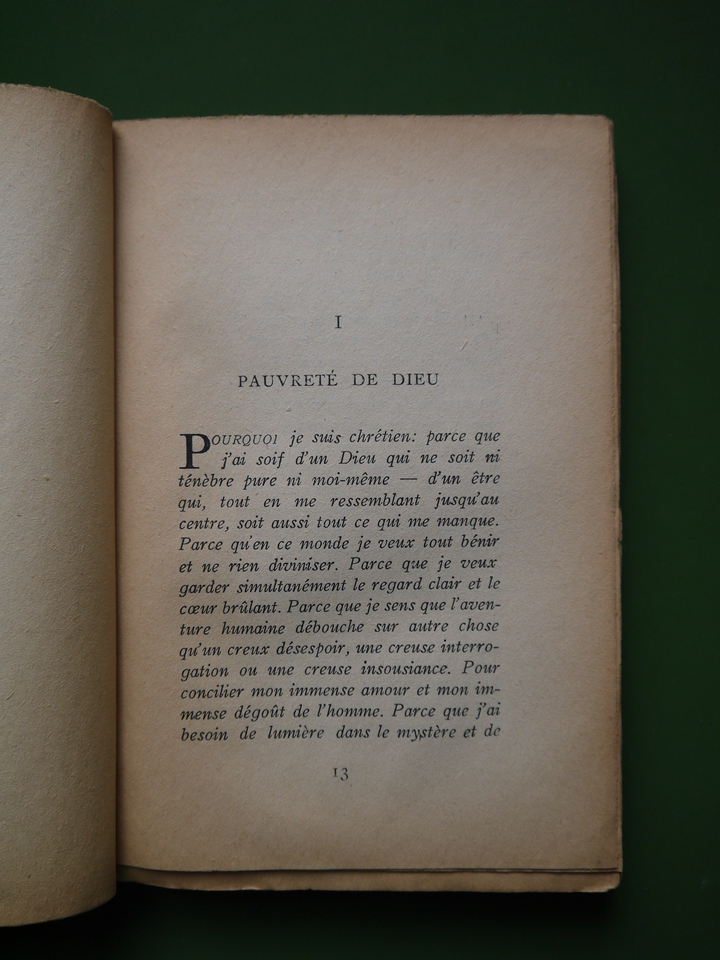 I
PAUVRETÉ DE DIEU
POURQUOI je suis chrétien: parce que
j'ai soif d'un Dieu qui ne soit ni
ténèbre pure ni moi-même — d'un être
qui, tout en me ressemblant jusqu'au
centre, soit aussi tout ce qui me manque.
Parce qu'en ce monde je veux tout bénir
et ne rien diviniser. Parce que je veux
garder simultanément le regard clair et le
cœur brûlant. Parce que je sens que l'aven-
ture humaine débouche sur autre chose
qu'un creux désespoir, une creuse interro-
gation ou une creuse insousiance. Pour
concilier mon immense amour et mon im-
mense dégoût de l'homme. Parce que j'ai
besoin de lumière dans le mystère et de
13